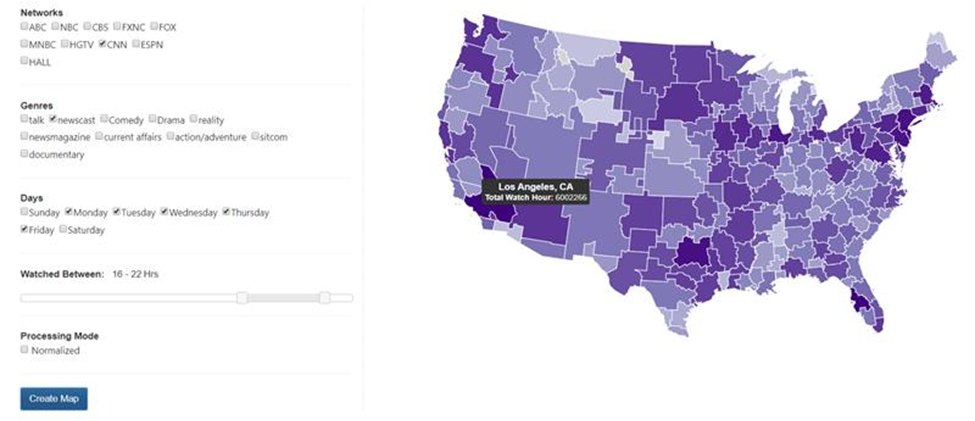 Networks
ABC NBC CBS FXNC FOX
MNBC HGTV CNN ESPN
HALL
Genres
talk newscast Comedy Drama reality
newsmagazine current affairs action/adventure sitcom
documentary
Days
Sunday Monday Tuesday Wednesday Thursday
Friday Saturday
Watched Between: 16 - 22 Hrs
Processing Mode
Normalized
Create Map
Los Angeles, CA
Total Watch Hour: 6002266